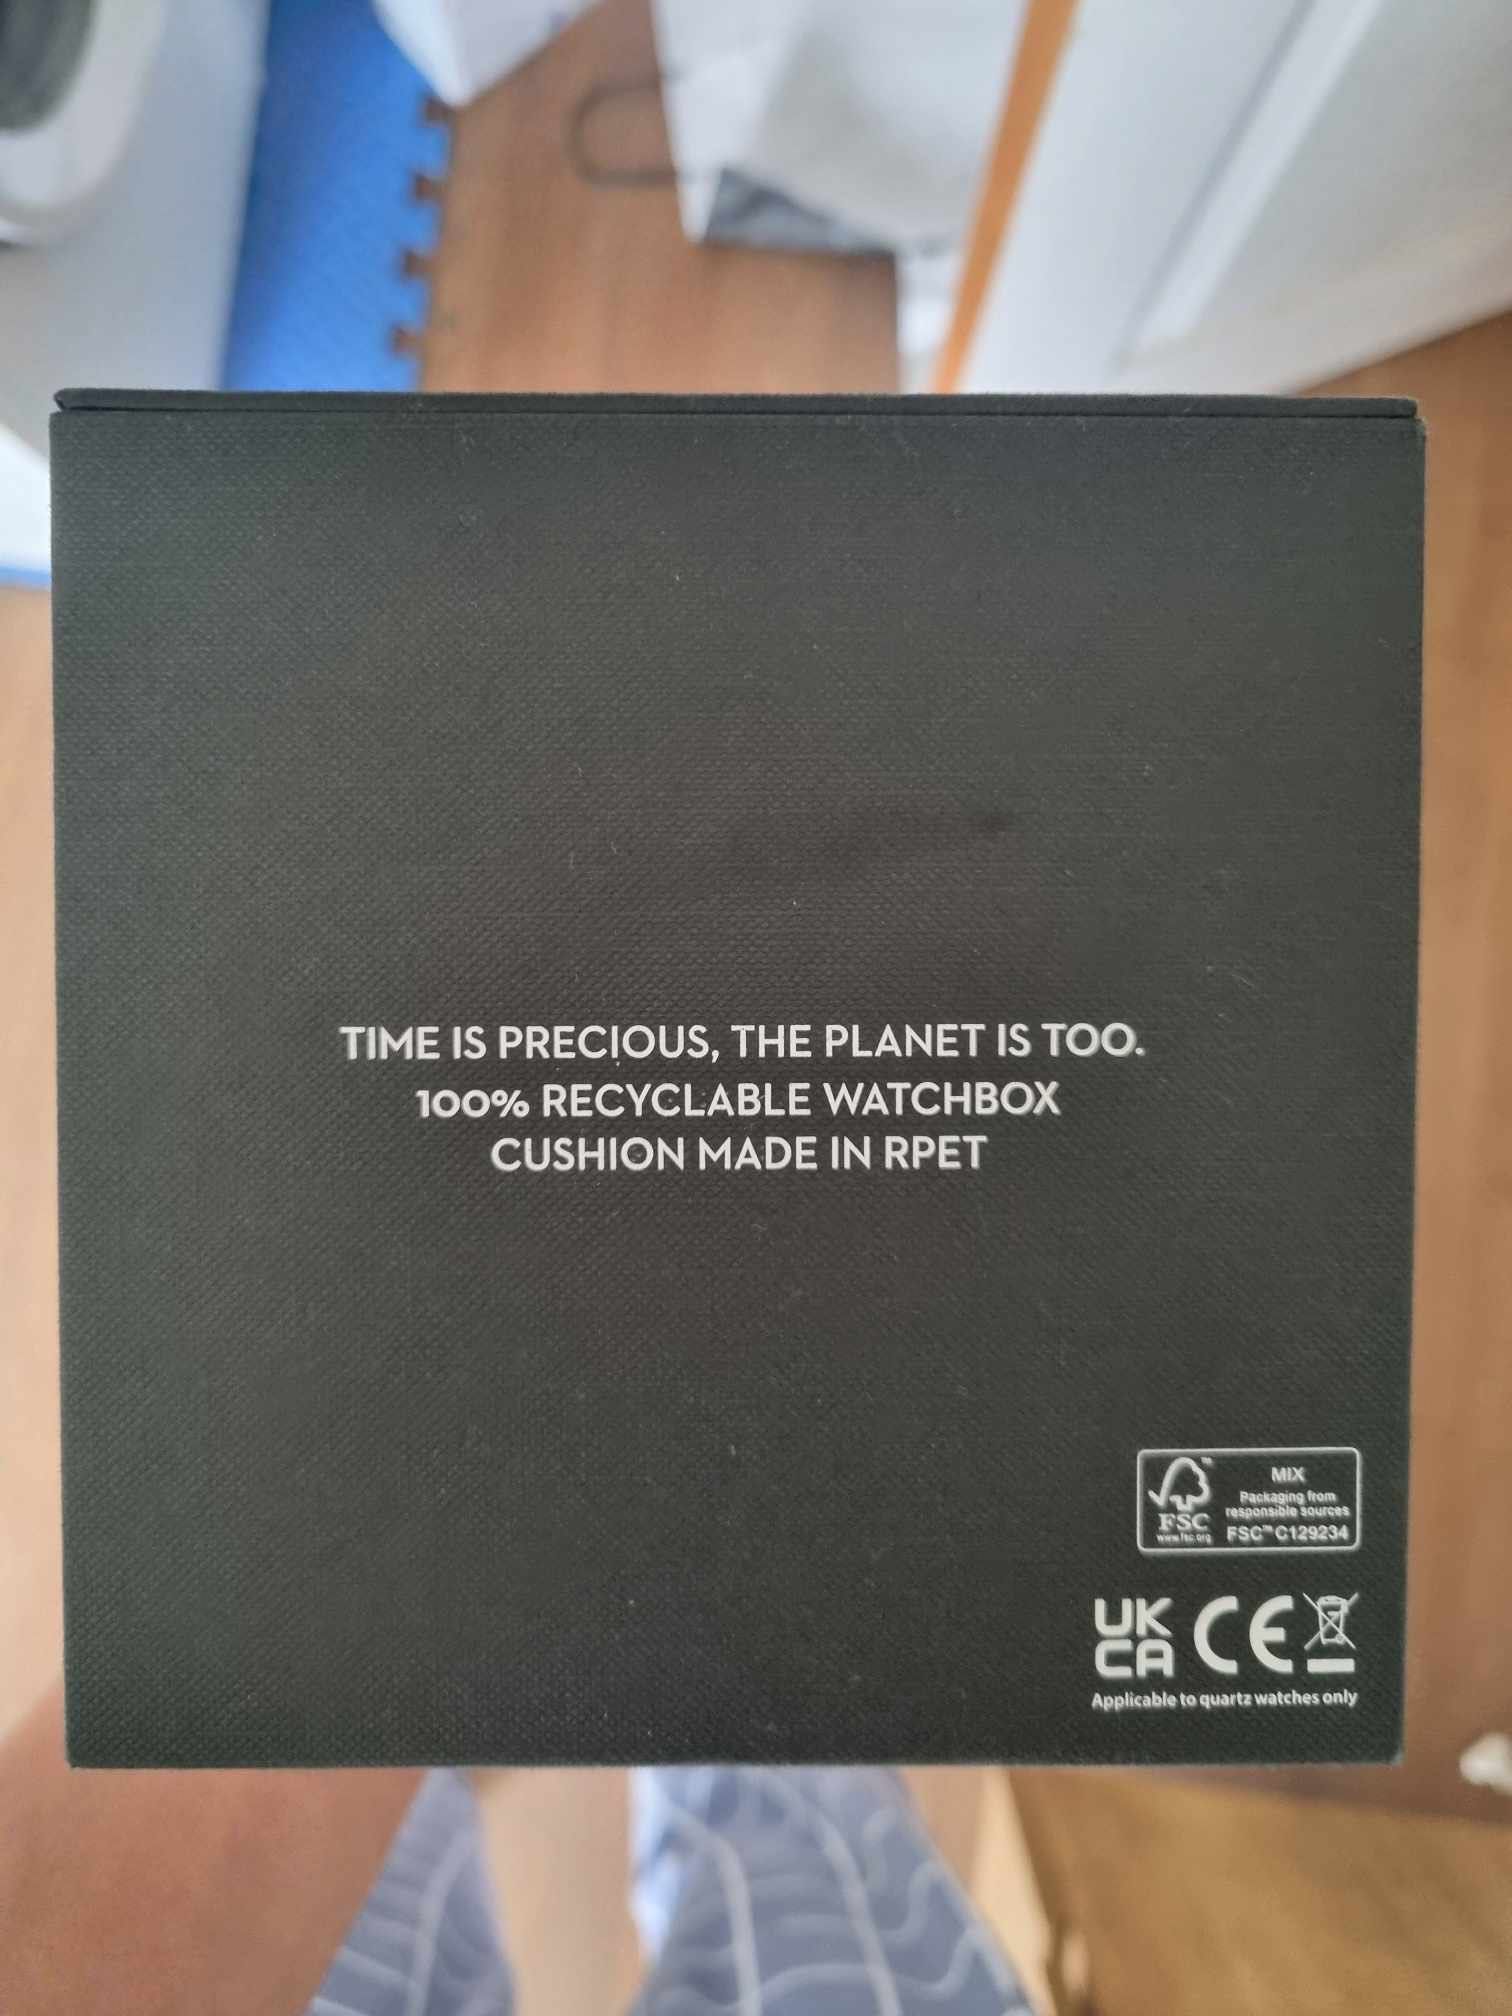 TIME IS PRECIOUS, THE PLANET IS TOO.
100% RECYCLABLE WATCHBOX
CUSHION MADE IN RPET
FSC™
www.fsc.org
MIX
Packaging from
responsible sources
FSC™ C129234
UK
CA
CE
Applicable to quartz watches only